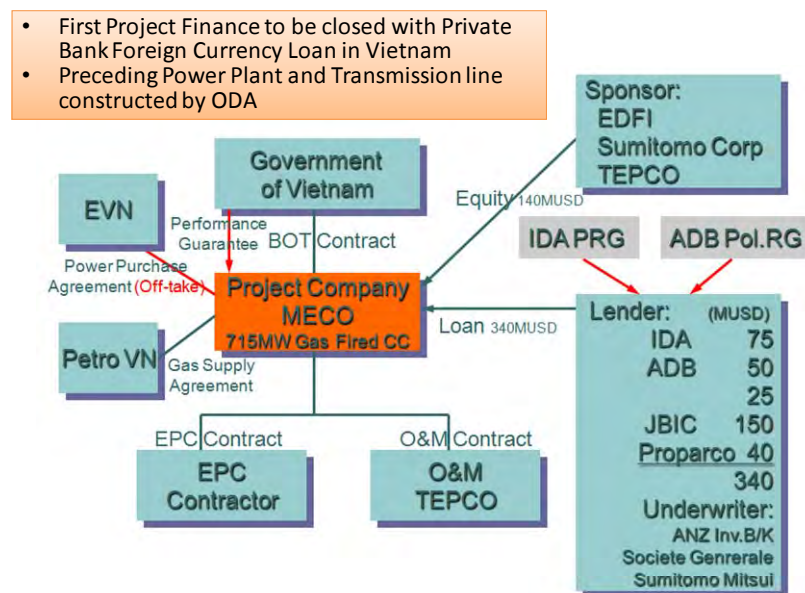 • First Project Finance to be closed with Private
Bank Foreign Currency Loan in Vietnam
• Preceding Power Plant and Transmission line
constructed by ODA
Sponsor:
EDFI
Sumitomo Corp
TEPCO
Government
of Vietnam
EVN
Equity 140MUSD
Performance
Guarantee
BOT Contract
IDA PRG
ADB Pol.RG
Power Purchase
Agreement (Off-take)
Project Company
MECO
715MW Gas Fired CC
Loan 340MUSD
Lender: (MUSD)
IDA 75
ADB 50
25
JBIC 150
Proparco 40
340
Underwriter:
ANZ Inv.B/K
Societe Genrerale
Sumitomo Mitsui
Petro VN
Gas Supply
Agreement
EPC Contract
O&M Contract
EPC
Contractor
O&M
TEPCO